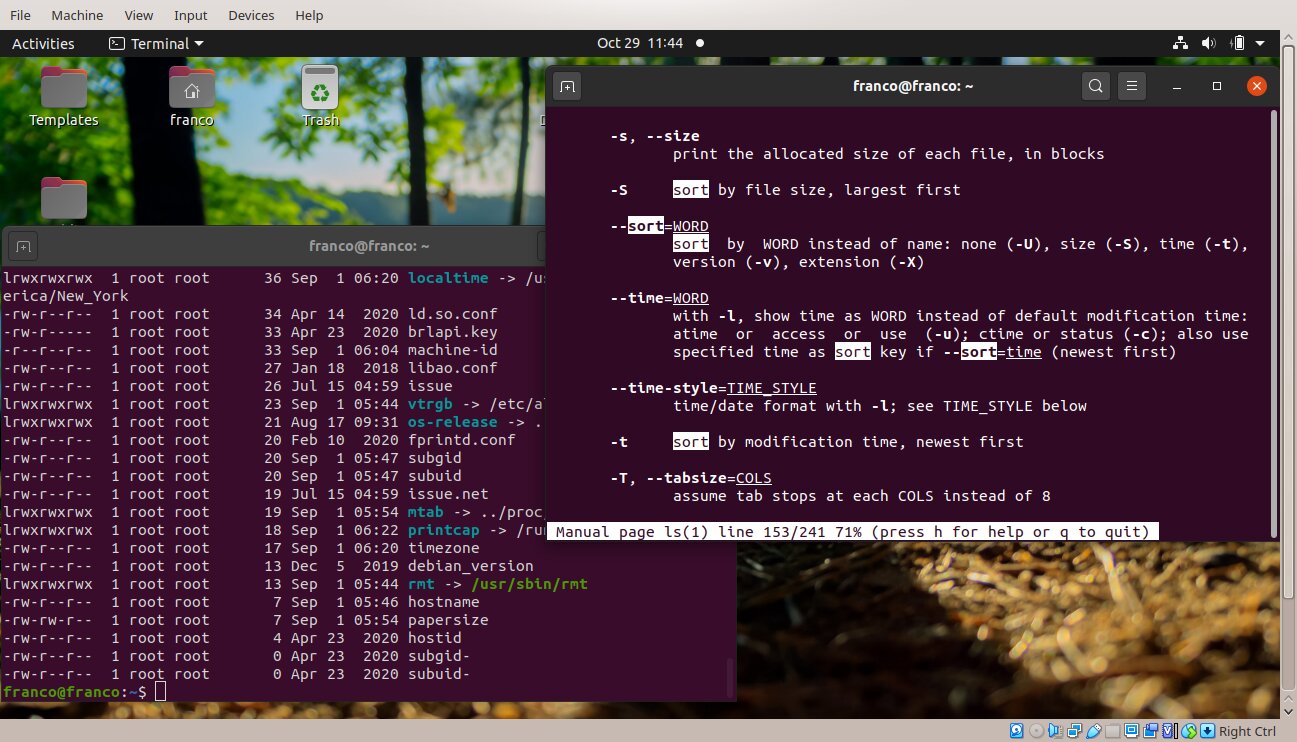 File Machine View Input Devices Help
Activities Terminal Oct 29 11:44
Templates franco Trash
franco@franco: ~
-s, --size
print the allocated size of each file, in blocks
-S sort by file size, largest first
--sort=WORD
sort by WORD instead of name: none (-U), size (-S), time (-t),
version (-v), extension (-X)
--time=WORD
with -l, show time as WORD instead of default modification time:
atime or access or use (-u); ctime or status (-c); also use
specified time as sort key if --sort=time (newest first)
--time-style=TIME_STYLE
time/date format with -l; see TIME_STYLE below
-t sort by modification time, newest first
-T, --tabsize=COLS
assume tab stops at each COLS instead of 8
Manual page ls(1) line 153/241 71% (press h for help or q to quit)
franco@franco: ~
lrwxrwxrwx 1 root root 36 Sep 1 06:20 localtime -> /us
erica/New_York
-rw-r--r-- 1 root root 34 Apr 14 2020 ld.so.conf
-rw-r----- 1 root root 33 Apr 23 2020 brlapi.key
-r--r--r-- 1 root root 33 Sep 1 06:04 machine-id
-rw-r--r-- 1 root root 27 Jan 18 2018 libao.conf
-rw-r--r-- 1 root root 26 Jul 15 04:59 issue
lrwxrwxrwx 1 root root 23 Sep 1 05:44 vtrgb -> /etc/al
lrwxrwxrwx 1 root root 21 Aug 17 09:31 os-release -> .
-rw-r--r-- 1 root root 20 Feb 10 2020 fprintd.conf
-rw-r--r-- 1 root root 20 Sep 1 05:47 subgid
-rw-r--r-- 1 root root 20 Sep 1 05:47 subuid
-rw-r--r-- 1 root root 19 Jul 15 04:59 issue.net
lrwxrwxrwx 1 root root 19 Sep 1 05:54 mtab -> ../proc/
lrwxrwxrwx 1 root root 18 Sep 1 06:22 printcap -> /run
-rw-r--r-- 1 root root 17 Sep 1 06:20 timezone
-rw-r--r-- 1 root root 13 Dec 5 2019 debian_version
lrwxrwxrwx 1 root root 13 Sep 1 05:44 rmt -> /usr/sbin/rmt
-rw-r--r-- 1 root root 7 Sep 1 05:46 hostname
-rw-r--r-- 1 root root 7 Sep 1 05:54 papersize
-rw-r--r-- 1 root root 4 Apr 23 2020 hostid
-rw-r--r-- 1 root root 0 Apr 23 2020 subgid-
-rw-r--r-- 1 root root 0 Apr 23 2020 subuid-
franco@franco:~$
Right Ctrl